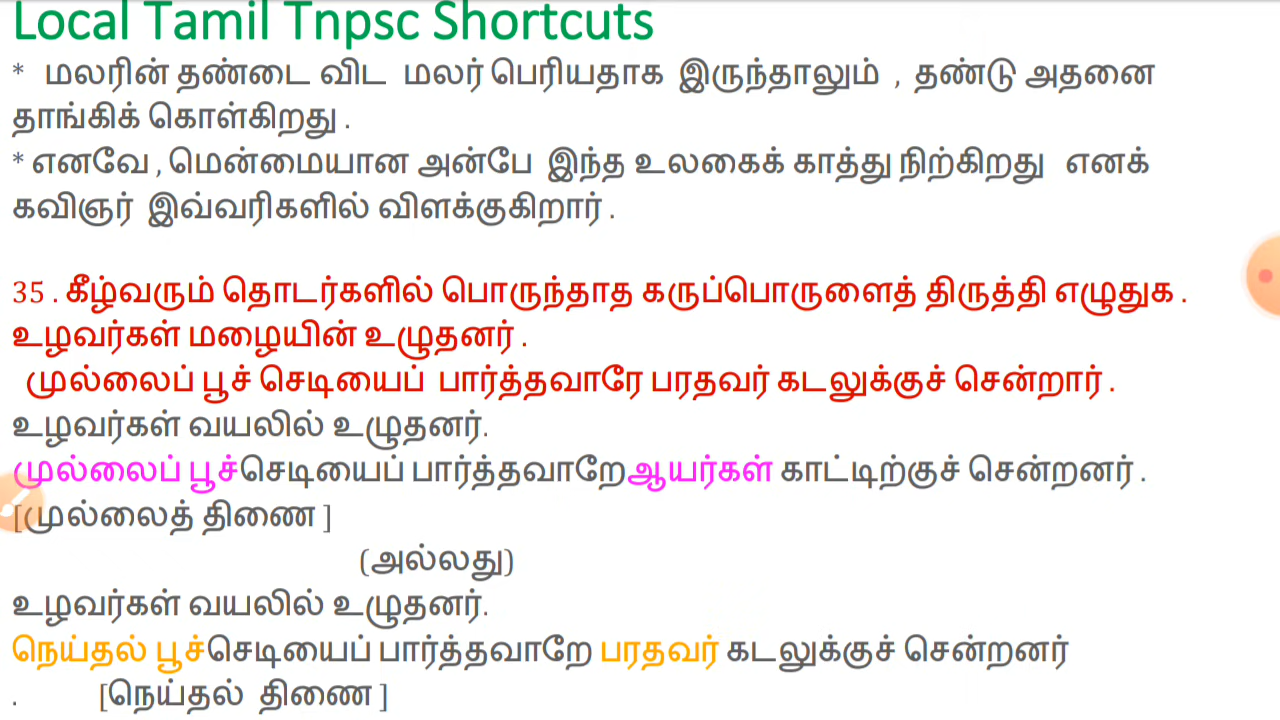 Local Tamil Tnpsc Shortcuts
* மலரின் தண்டை விட மலர் பெரியதாக இருந்தாலும் , தண்டு அதனை
தாங்கிக் கொள்கிறது .
* எனவே , மென்மையான அன்பே இந்த உலகைக் காத்து நிற்கிறது எனக்
கவிஞர் இவ்வரிகளில் விளக்குகிறார் .
35 . கீழ்வரும் தொடர்களில் பொருந்தாத கருப்பொருளைத் திருத்தி எழுதுக .
உழவர்கள் மழையின் உழுதனர் .
முல்லைப் பூச் செடியைப் பார்த்தவாரே பரதவர் கடலுக்குச் சென்றார் .
உழவர்கள் வயலில் உழுதனர்.
முல்லைப் பூச்செடியைப் பார்த்தவாறேஆயர்கள் காட்டிற்குச் சென்றனர் .
[முல்லைத் திணை ]
(அல்லது)
உழவர்கள் வயலில் உழுதனர்.
நெய்தல் பூச்செடியைப் பார்த்தவாறே பரதவர் கடலுக்குச் சென்றனர்
. [நெய்தல் திணை ]